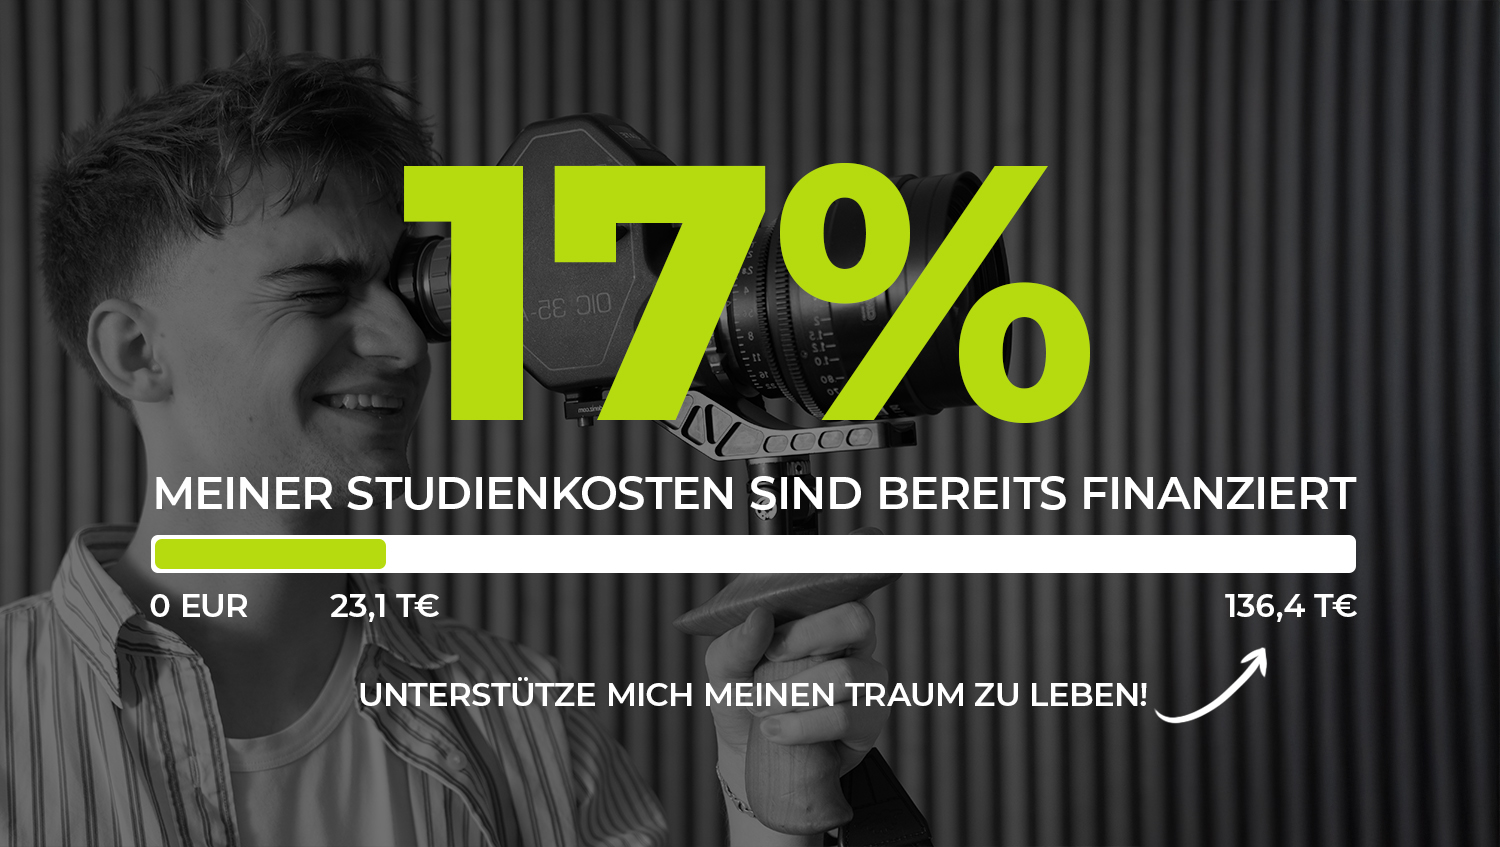 17%
MEINER STUDIENKOSTEN SIND BEREITS FINANZIERT
0 EUR 23,1 T€ 136,4 T€
UNTERSTÜTZE MICH MEINEN TRAUM ZU LEBEN!